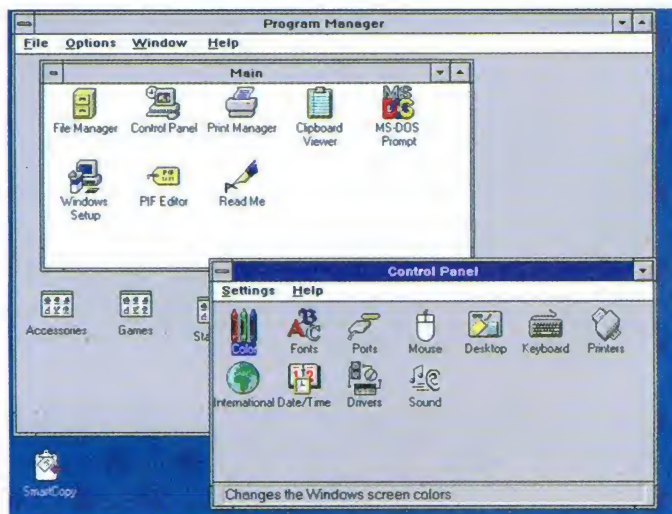 Program Manager
File Options Window Help
Main
File Manager Control Panel Print Manager Clipboard Viewer MS-DOS Prompt
Windows Setup PIF Editor Read Me
Accessories Games
Control Panel
Settings Help
Color Fonts Ports Mouse Desktop Keyboard Printers
International Date/Time Drivers Sound
Changes the Windows screen colors
SmartCopy